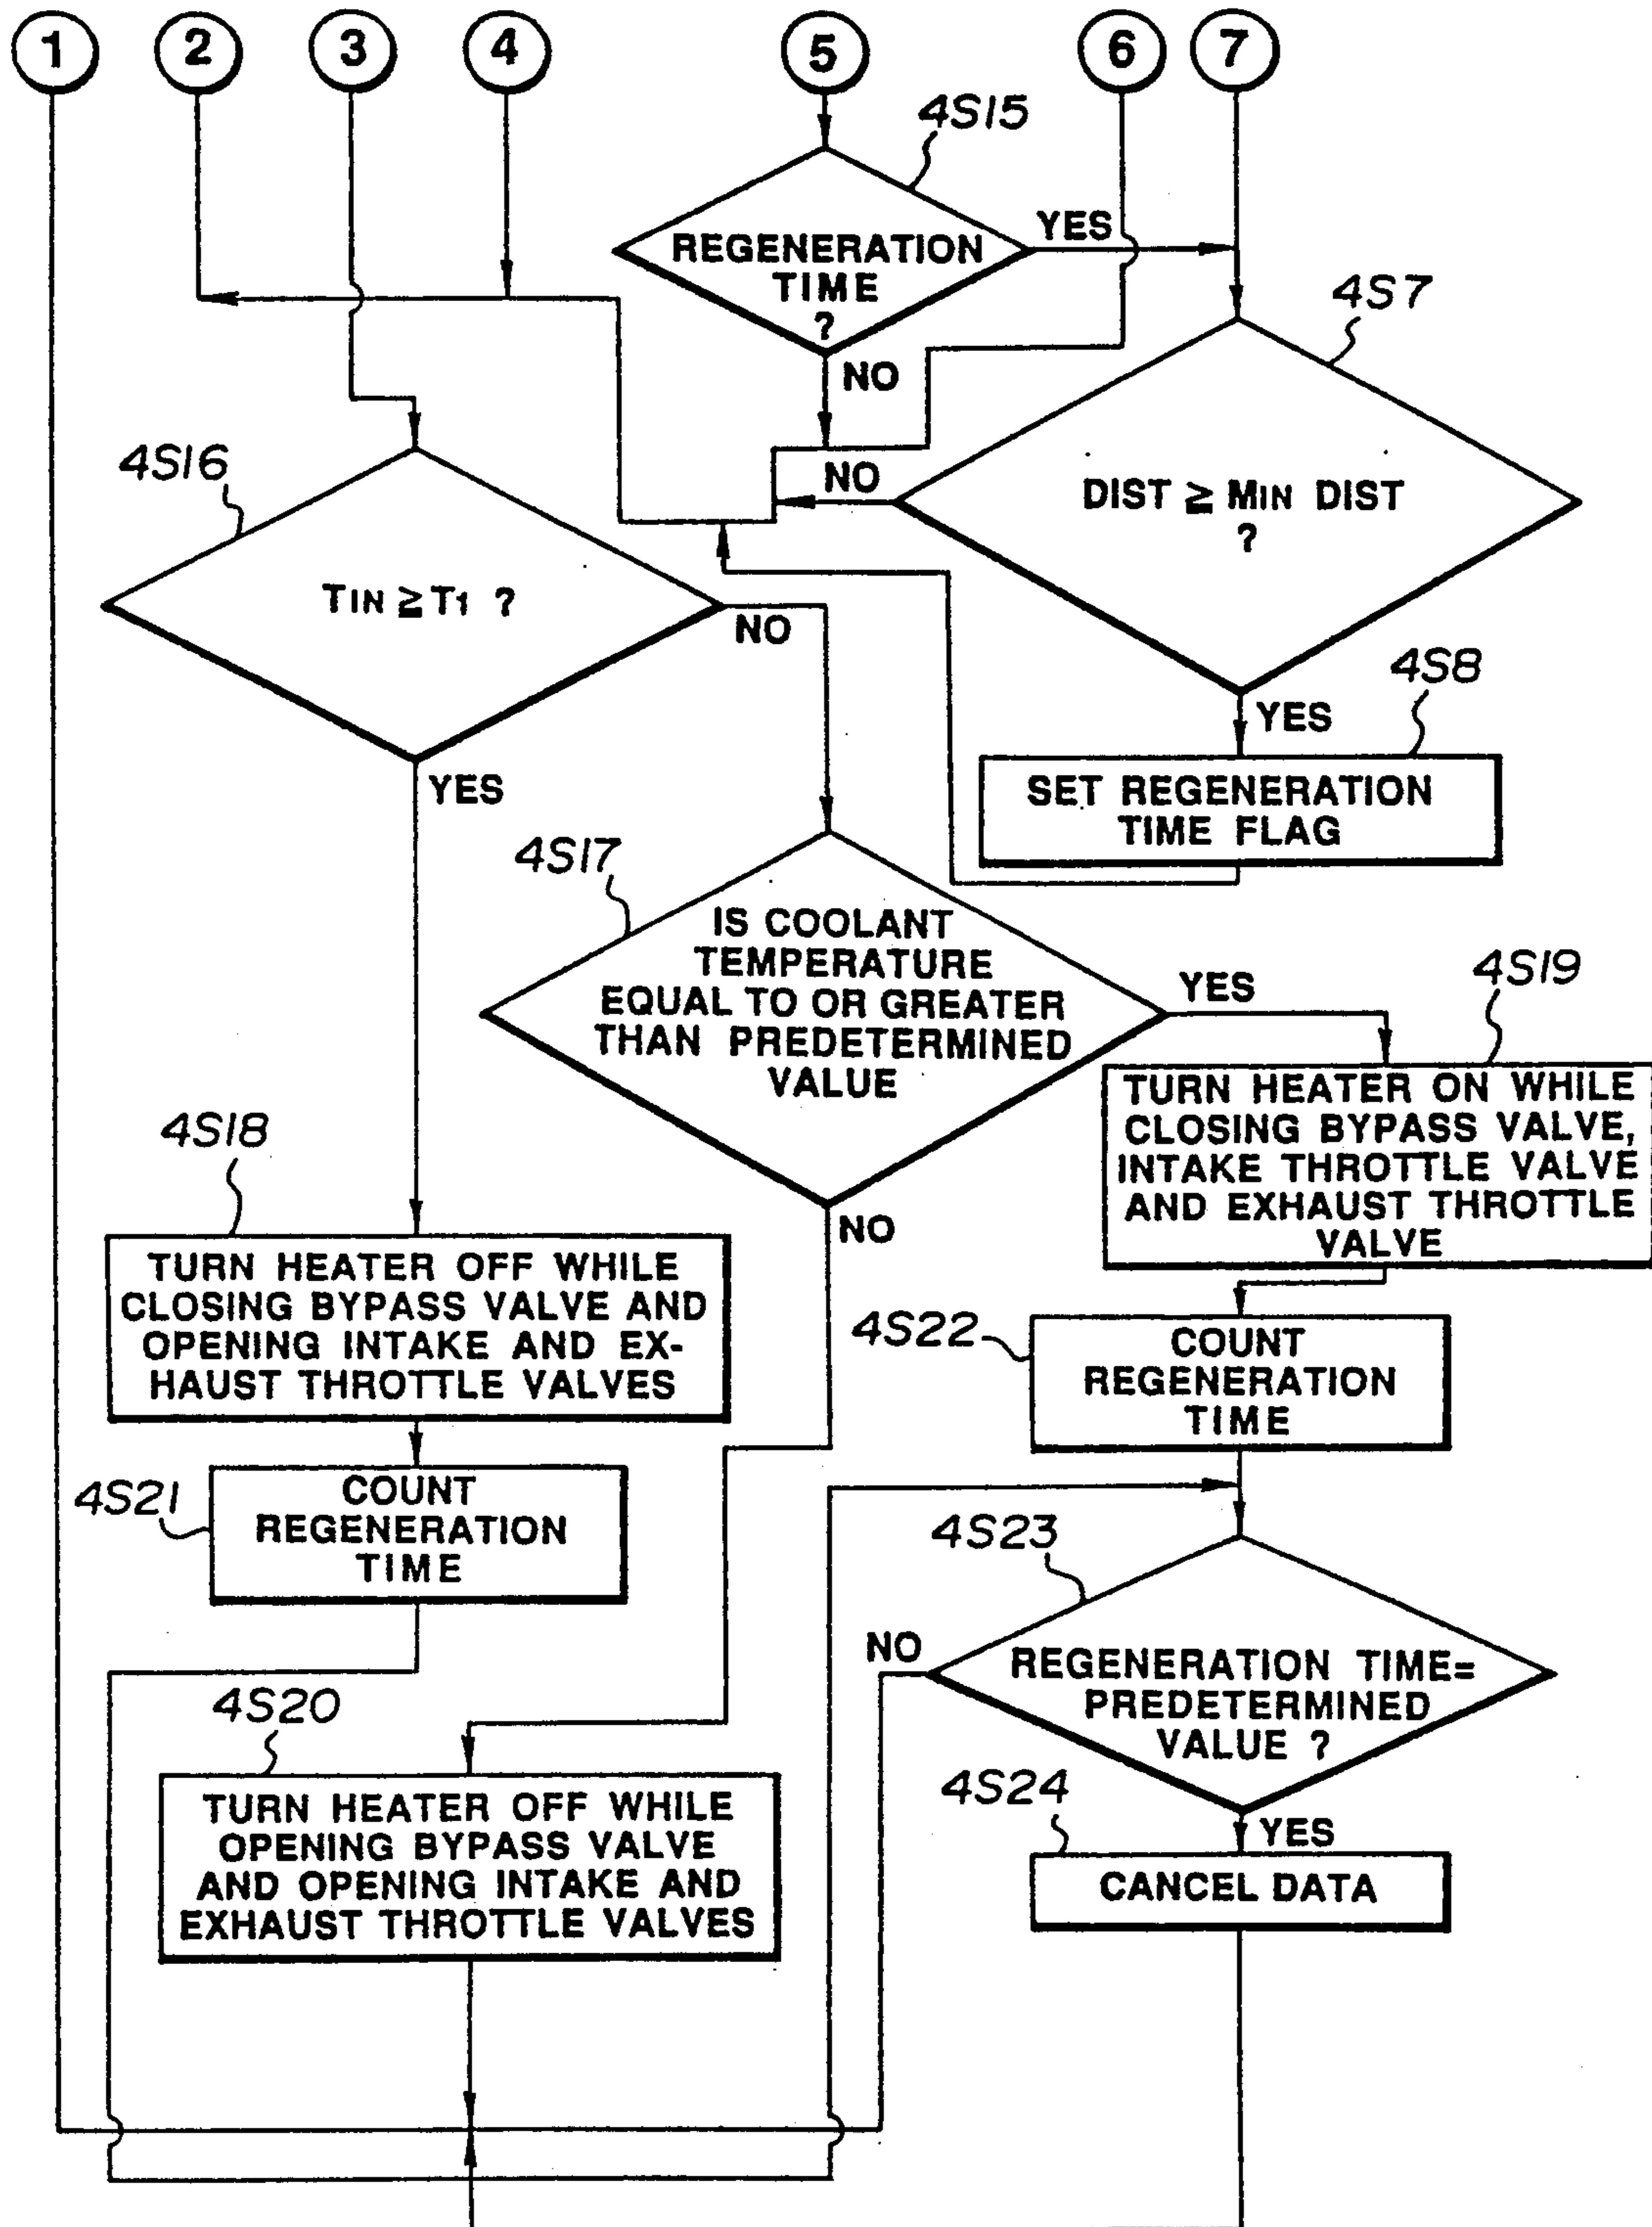 1 2 3 4 5 6 7
4S15
REGENERATION
TIME
?
YES
NO
4S7
DIST ≧ MIN DIST
?
NO
YES
4S8
SET REGENERATION
TIME FLAG
4S16
TIN ≧ T1 ?
NO
YES
4S17
IS COOLANT
TEMPERATURE
EQUAL TO OR GREATER
THAN PREDETERMINED
VALUE
YES
NO
4S19
TURN HEATER ON WHILE
CLOSING BYPASS VALVE,
INTAKE THROTTLE VALVE
AND EXHAUST THROTTLE
VALVE
4S18
TURN HEATER OFF WHILE
CLOSING BYPASS VALVE AND
OPENING INTAKE AND EX-
HAUST THROTTLE VALVES
4S22
COUNT
REGENERATION
TIME
4S21
COUNT
REGENERATION
TIME
4S23
REGENERATION TIME=
PREDETERMINED
VALUE ?
NO
YES
4S20
TURN HEATER OFF WHILE
OPENING BYPASS VALVE
AND OPENING INTAKE AND
EXHAUST THROTTLE VALVES
4S24
CANCEL DATA